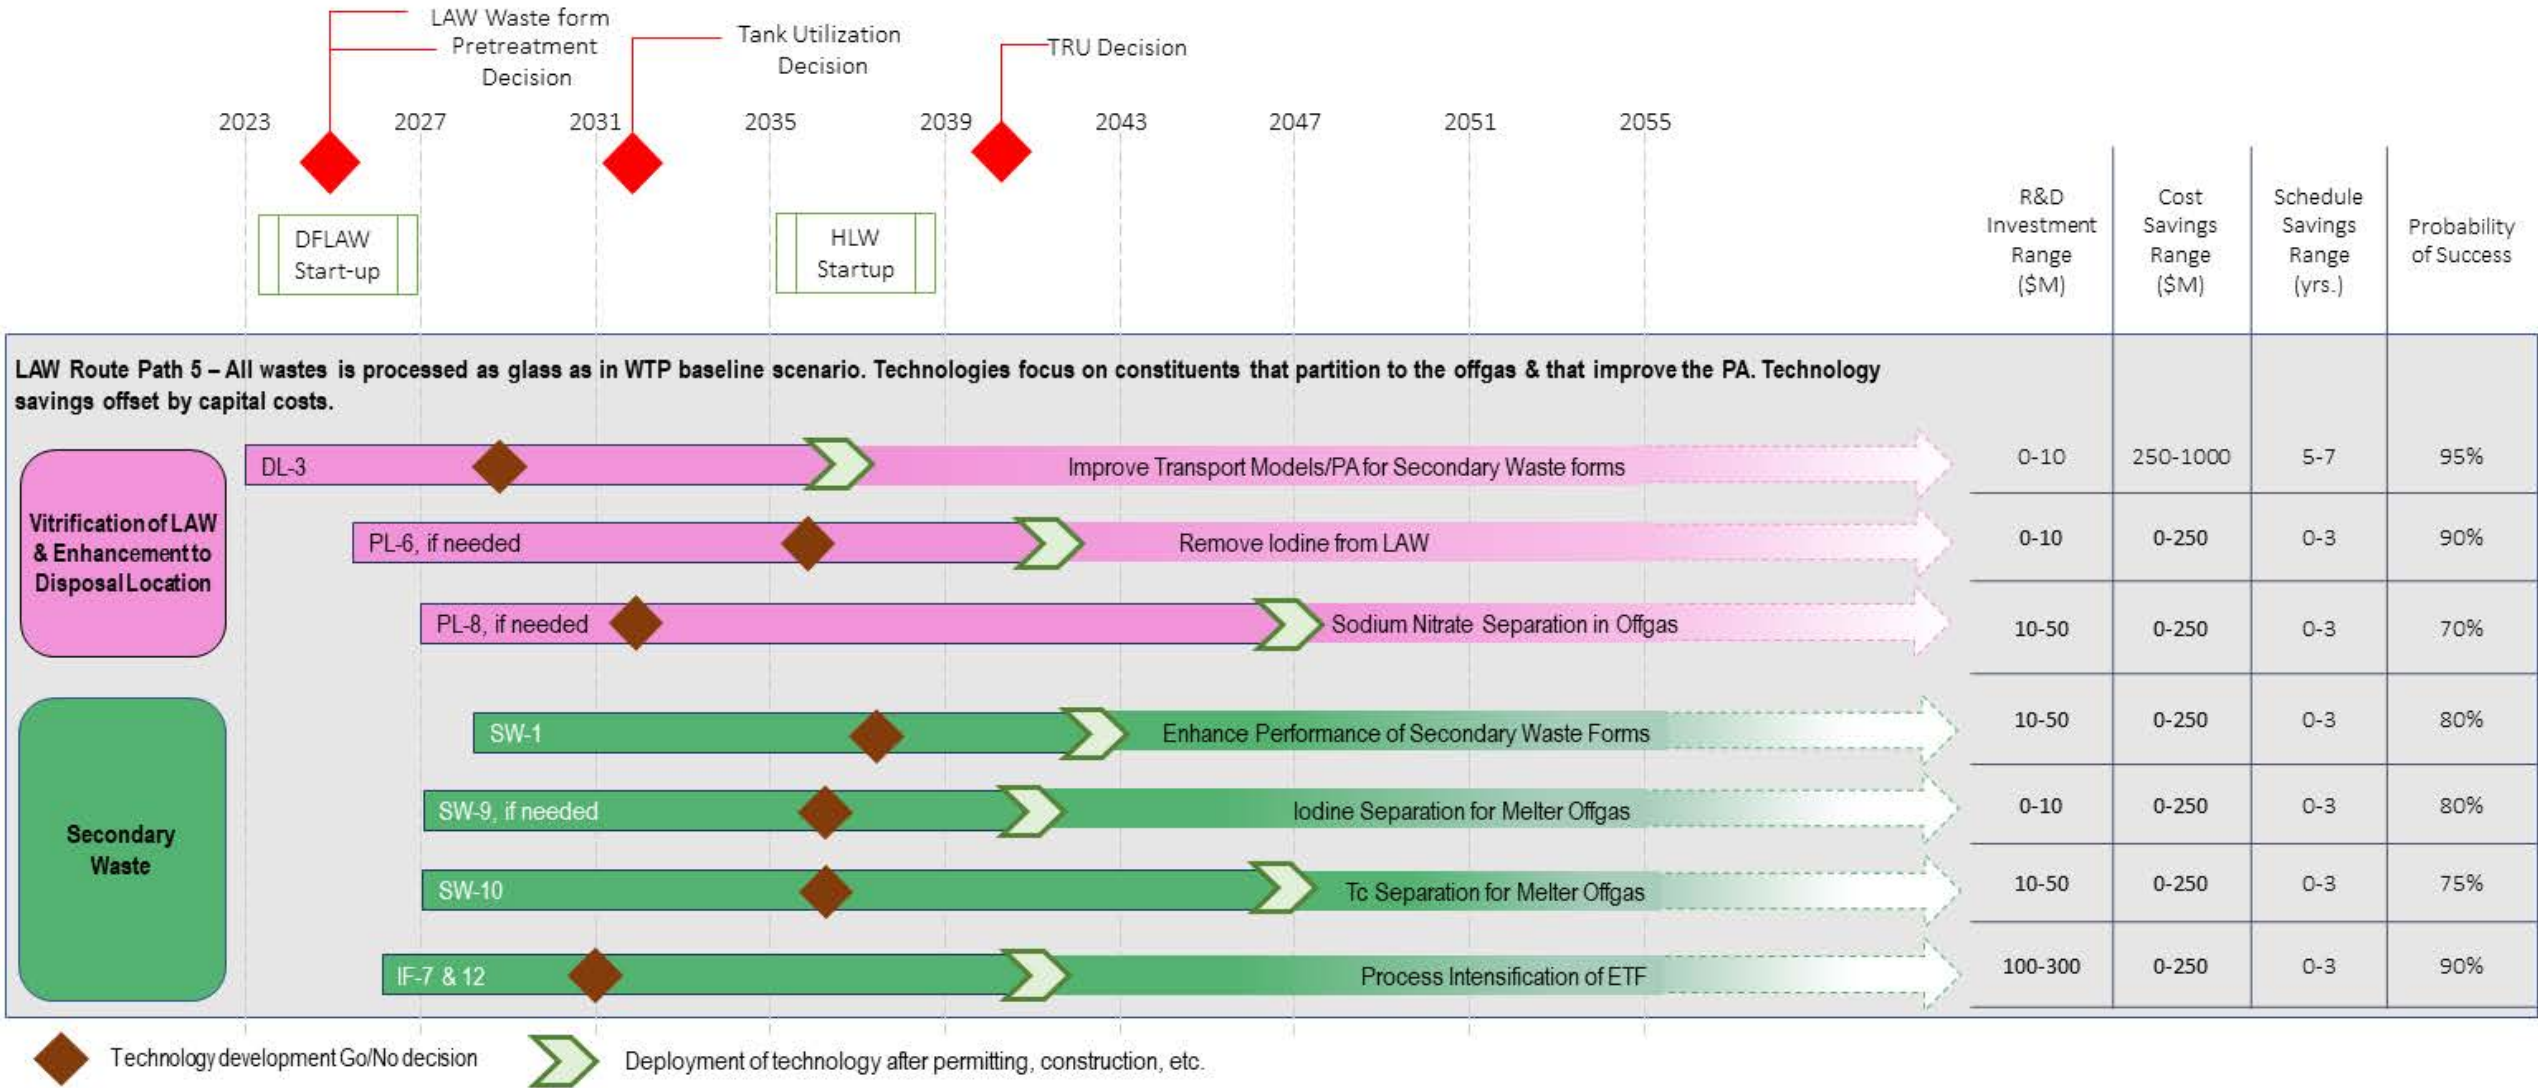 LAW Waste form
Pretreatment
Decision
Tank Utilization
Decision
TRU Decision
2023
2027
2031
2035
2039
2043
2047
2051
2055
DFLAW
Start-up
HLW
Startup
R&D
Investment
Range
($M)
Cost
Savings
Range
($M)
Schedule
Savings
Range
(yrs.)
Probability
of Success
LAW Route Path 5 – All wastes is processed as glass as in WTP baseline scenario. Technologies focus on constituents that partition to the offgas & that improve the PA. Technology
savings offset by capital costs.
Vitrification of LAW
& Enhancement to
Disposal Location
DL-3
Improve Transport Models/PA for Secondary Waste forms
0-10
250-1000
5-7
95%
PL-6, if needed
Remove Iodine from LAW
0-10
0-250
0-3
90%
PL-8, if needed
Sodium Nitrate Separation in Offgas
10-50
0-250
0-3
70%
Secondary
Waste
SW-1
Enhance Performance of Secondary Waste Forms
10-50
0-250
0-3
80%
SW-9, if needed
Iodine Separation for Melter Offgas
0-10
0-250
0-3
80%
SW-10
Tc Separation for Melter Offgas
10-50
0-250
0-3
75%
IF-7 & 12
Process Intensification of ETF
100-300
0-250
0-3
90%
Technology development Go/No decision
Deployment of technology after permitting, construction, etc.